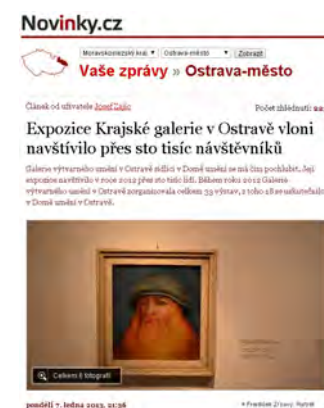 Novinky.cz
Moravskoslezský kraj Ostrava-město Zobrazit
Vaše zprávy » Ostrava-město
Článek od uživatele Josef Zajíc Počet zhlédnutí:
Expozice Krajské galerie v Ostravě vloni
navštívilo přes sto tisíc návštěvníků
Galerie výtvarného umění v Ostravě sídlící v Domě umění se má čím pochlubit. Její
expozice navštívilo v roce 2012 přes sto tisíc lidí. Během roku 2012 Galerie
výtvarného umění v Ostravě zorganizovala celkem 33 výstav, z toho 18 se uskutečnilo
v Domě umění v Ostravě.
Celkem 6 fotografií
pondělí 7. ledna 2013, 21:26